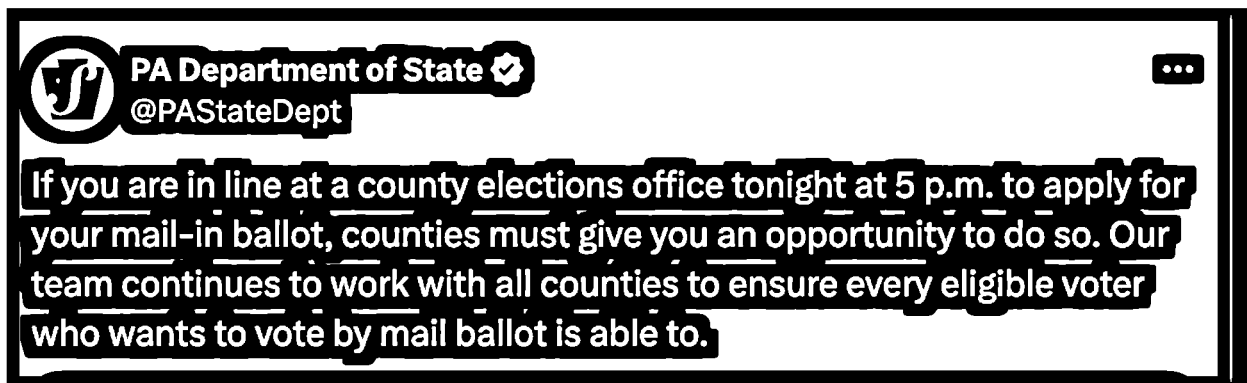 PA Department of State
@PAStateDept
If you are in line at a county elections office tonight at 5 p.m. to apply for
your mail-in ballot, counties must give you an opportunity to do so. Our
team continues to work with all counties to ensure every eligible voter
who wants to vote by mail ballot is able to.